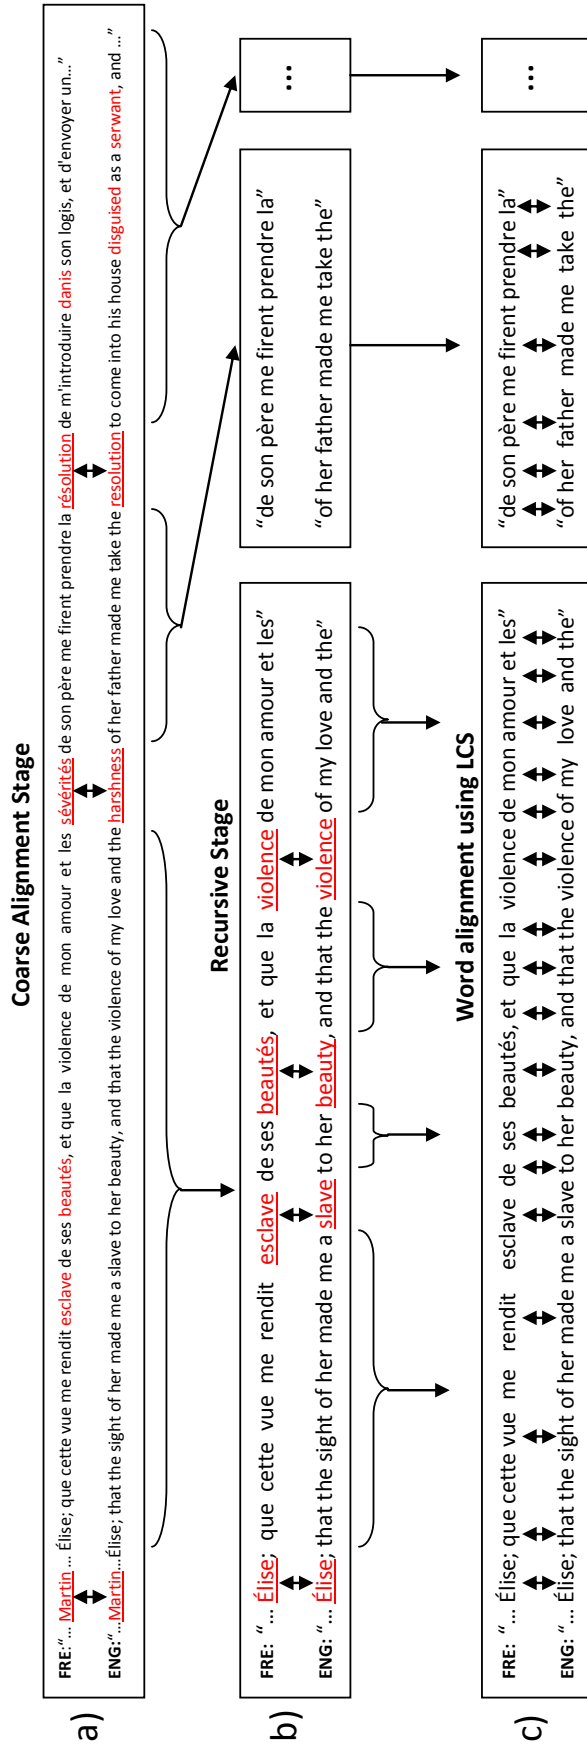 Coarse Alignment Stage
a)
FRE:“... Martin ... Élise; que cette vue me rendit esclave de ses beautés, et que la violence de mon amour et les sévérités de son père me firent prendre la résolution de m'introduire danis son logis, et d'envoyer un...”
ENG:“...Martin...Élise; that the sight of her made me a slave to her beauty, and that the violence of my love and the harshness of her father made me take the resolution to come into his house disguised as a serwant, and ...”
Recursive Stage
b)
FRE: “... Élise; que cette vue me rendit esclave de ses beautés, et que la violence de mon amour et les”
ENG: “... Élise; that the sight of her made me a slave to her beauty, and that the violence of my love and the”
“de son père me firent prendre la”
“of her father made me take the”
...
Word alignment using LCS
c)
FRE: “... Élise; que cette vue me rendit esclave de ses beautés, et que la violence de mon amour et les”
ENG: “... Élise; that the sight of her made me a slave to her beauty, and that the violence of my love and the”
“de son père me firent prendre la”
“of her father made me take the”
...